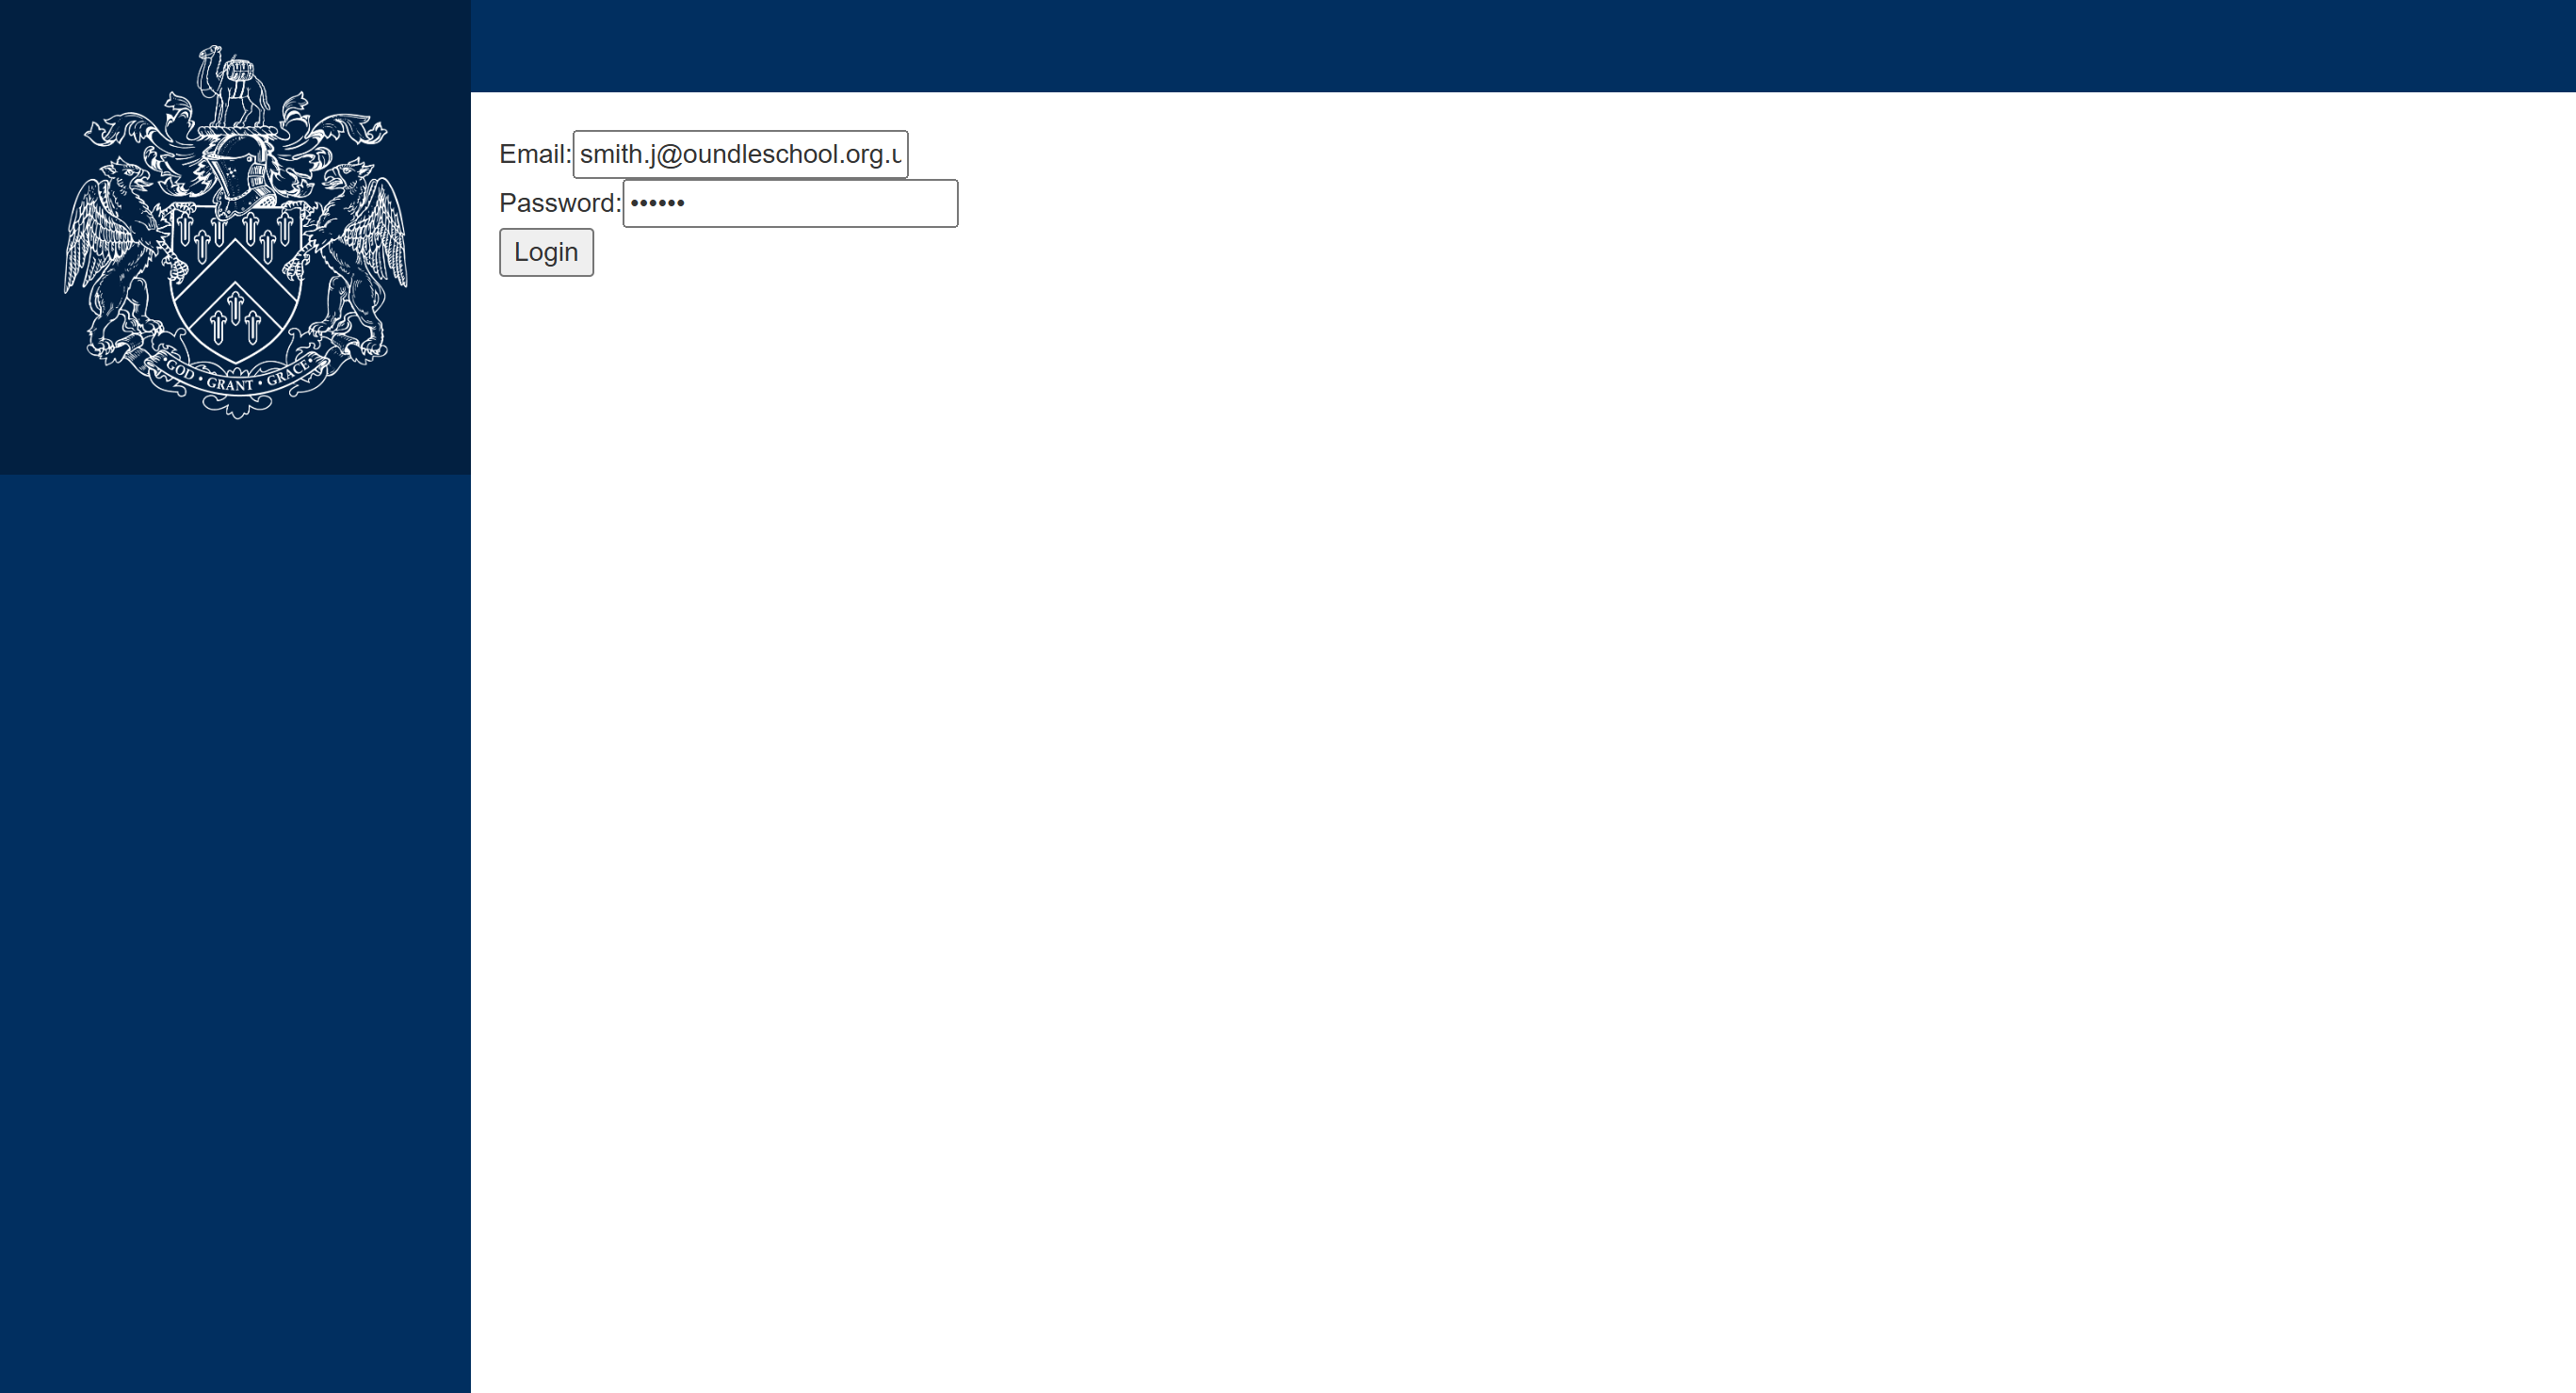 GOD • GRANT • GRACE
Email: smith.j@oundleschool.org.u
Password: ••••••
Login